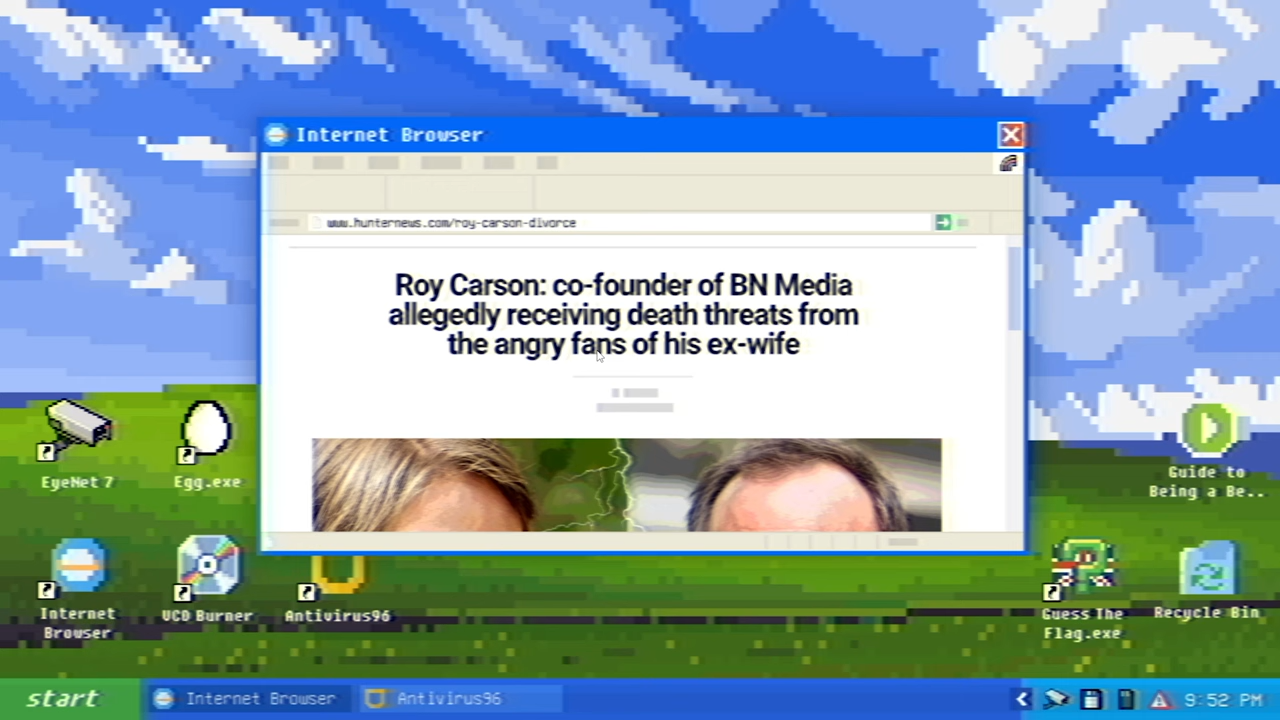 Internet Browser
www.hunternews.com/roy-carson-divorce
Roy Carson: co-founder of BN Media
allegedly receiving death threats from
the angry fans of his ex-wife
EyeNet 7
Egg.exe
Guide to
Being a Be..
Internet
Browser
VCD Burner
Antivirus96
Guess The
Flag.exe
Recycle Bin
start
Internet Browser
Antivirus96
9:52 PM